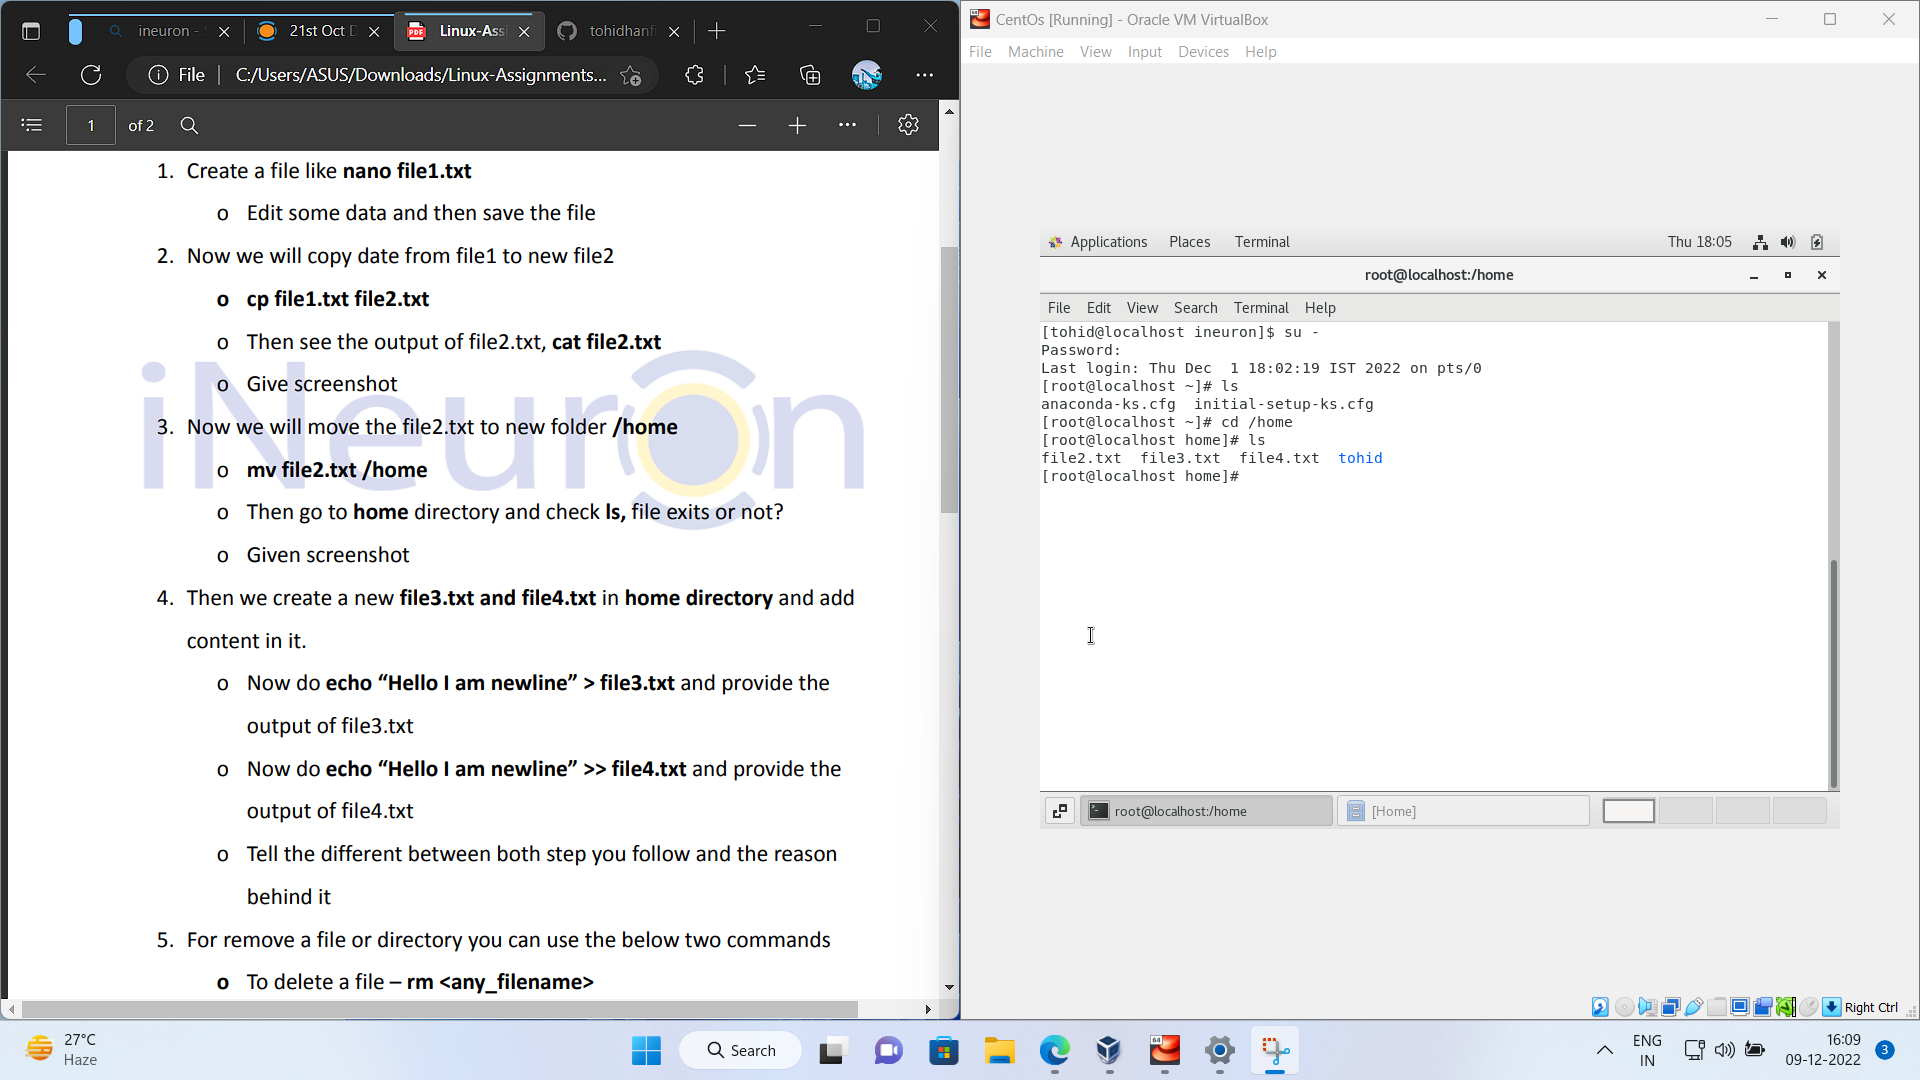 ineuron - S
21st Oct D
Linux-Assi
tohidhanfi
File
C:/Users/ASUS/Downloads/Linux-Assignments...
1
of 2
iNeuron
1. Create a file like nano file1.txt
o Edit some data and then save the file
2. Now we will copy date from file1 to new file2
o cp file1.txt file2.txt
o Then see the output of file2.txt, cat file2.txt
o Give screenshot
3. Now we will move the file2.txt to new folder /home
o mv file2.txt /home
o Then go to home directory and check ls, file exits or not?
o Given screenshot
4. Then we create a new file3.txt and file4.txt in home directory and add
content in it.
o Now do echo “Hello I am newline” > file3.txt and provide the
output of file3.txt
o Now do echo “Hello I am newline” >> file4.txt and provide the
output of file4.txt
o Tell the different between both step you follow and the reason
behind it
5. For remove a file or directory you can use the below two commands
o To delete a file – rm <any_filename>
CentOs [Running] - Oracle VM VirtualBox
File Machine View Input Devices Help
Applications Places Terminal
Thu 18:05
root@localhost:/home
File Edit View Search Terminal Help
[tohid@localhost ineuron]$ su -
Password:
Last login: Thu Dec  1 18:02:19 IST 2022 on pts/0
[root@localhost ~]# ls
anaconda-ks.cfg  initial-setup-ks.cfg
[root@localhost ~]# cd /home
[root@localhost home]# ls
file2.txt  file3.txt  file4.txt  tohid
[root@localhost home]#
root@localhost:/home
[Home]
Right Ctrl
27°C
Haze
Search
64
ENG
IN
16:09
09-12-2022
3